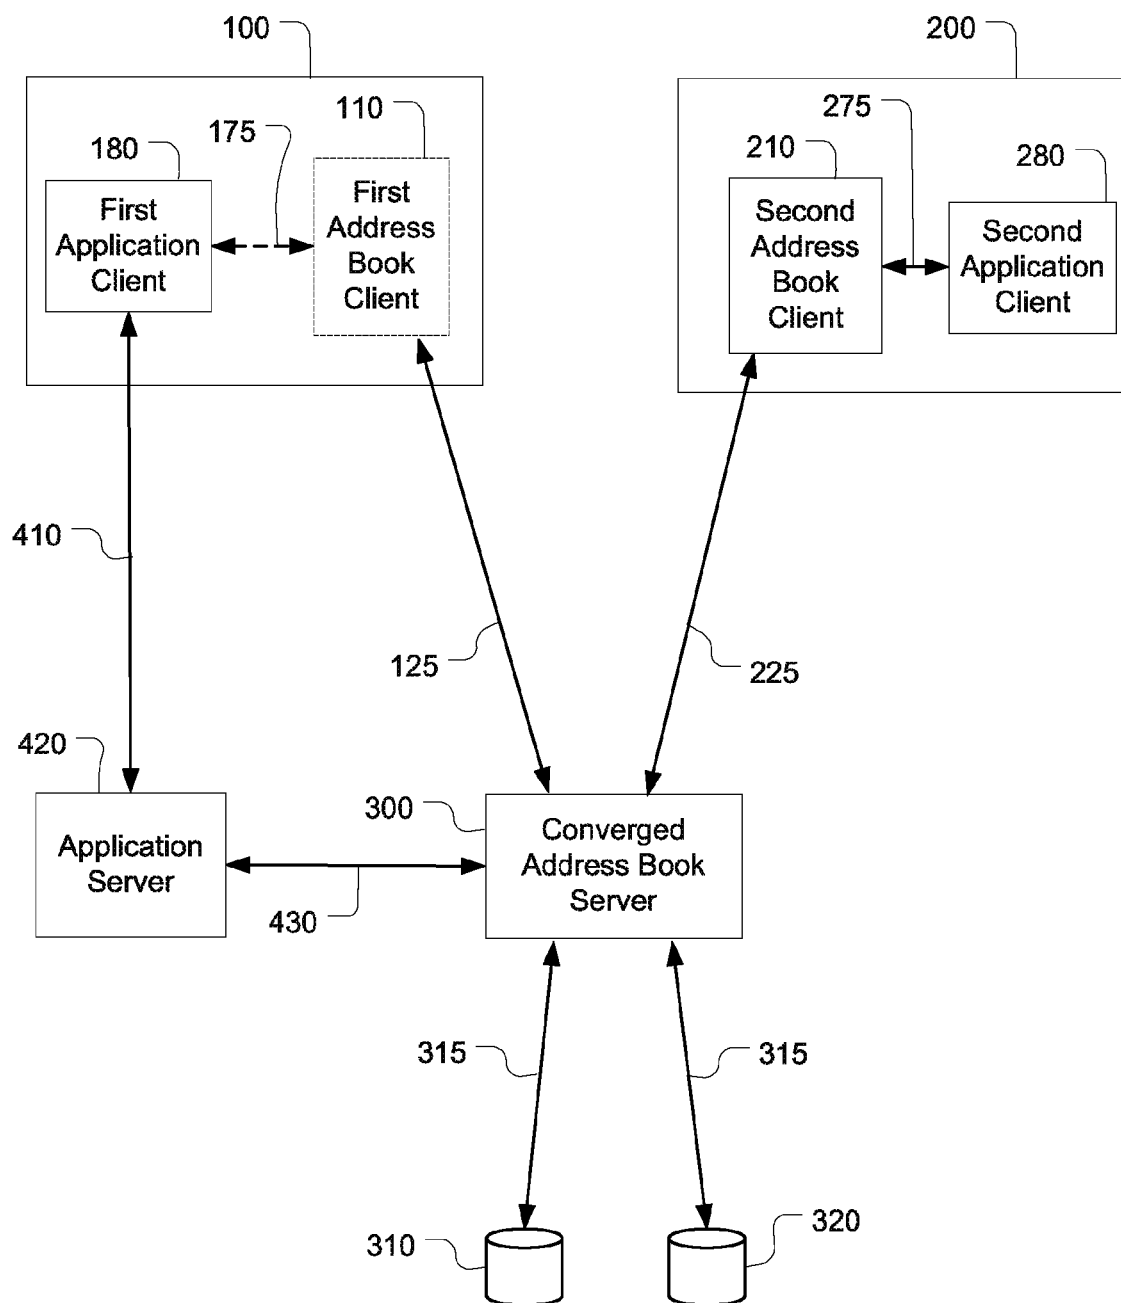 100
200
110
175
275
180
210
280
First
Application
Client
First
Address
Book
Client
Second
Address
Book
Client
Second
Application
Client
410
125
225
420
300
Application
Server
Converged
Address Book
Server
430
315
315
310
320